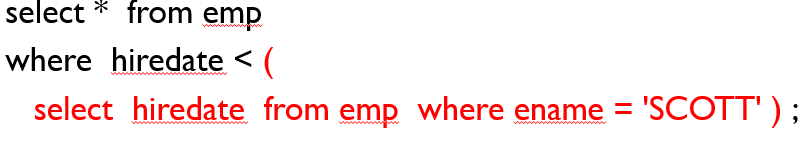 select * from emp
where hiredate < (
select hiredate from emp where ename = 'SCOTT' ) ;